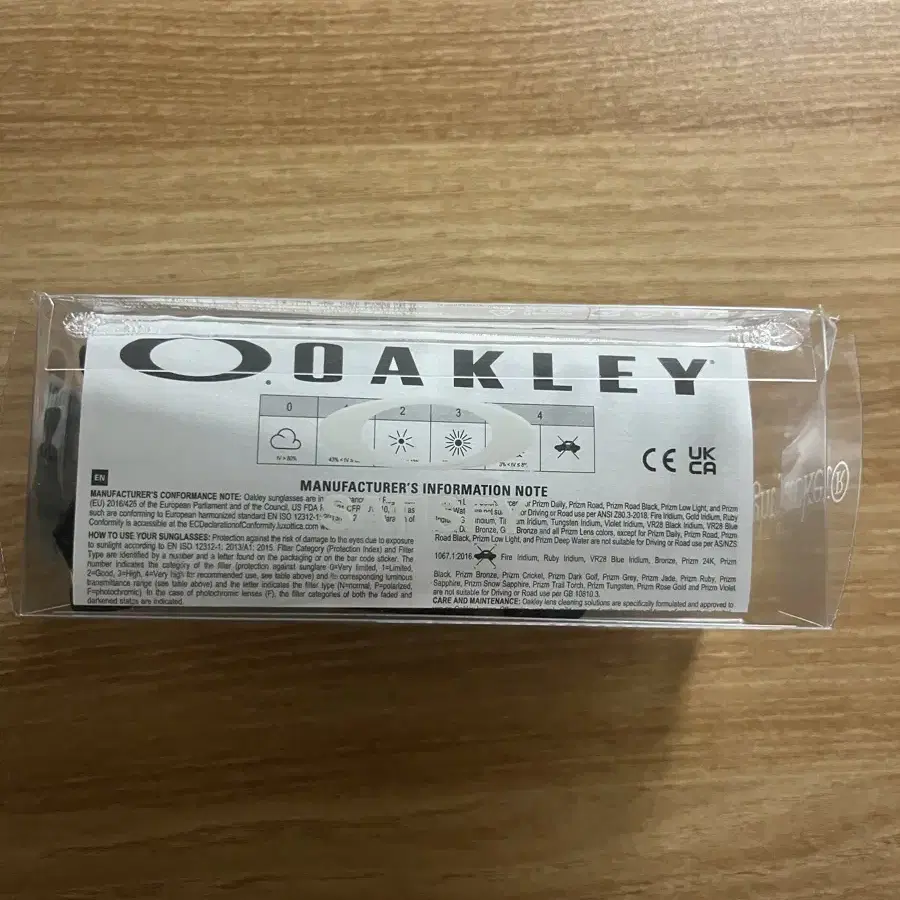 OAKLEY
0 2 3 4
IV > 80%
EN
CE UK CA
MANUFACTURER'S INFORMATION NOTE
MANUFACTURER'S CONFORMANCE NOTE: Oakley sunglasses are in
(EU) 2016/425 of the European Parliament and of the Council, US FDA
such are conforming to European harmonized standard EN ISO 12312-1:
Conformity is accessible at the ECDeclarationofConformity.luxottica.com
HOW TO USE YOUR SUNGLASSES: Protection against the risk of damage to the eyes due to exposure
to sunlight according to EN ISO 12312-1: 2013/A1: 2015. Filter Category (Protection Index) and Filter
Type are identified by a number and a letter found on the packaging or on the bar code sticker. The
number indicates the category of the filter (protection against sunglare 0=Very limited, 1=Limited,
2=Good, 3=High, 4=Very high for recommended use, see table above) and its corresponding luminous
transmittance range (see table above) and the letter indicates the filter type (N=normal, P=polarized,
F=photochromic). In the case of photochromic lenses (F), the filter categories of both the faded and
darkened status are indicated.
of Prizm Daily, Prizm Road, Prizm Road Black, Prizm Low Light, and Prizm
for Driving or Road use per ANSI Z80.3-2018. Fire Iridium, Gold Iridium, Ruby
Iridium, Tungsten Iridium, Violet Iridium, VR28 Black Iridium, VR28 Blue
Bronze, and Bronze and all Prizm Lens colors, except for Prizm Daily, Prizm Road, Prizm
Road Black, Prizm Low Light, and Prizm Deep Water are not suitable for Driving or Road use per AS/NZS
1067.1:2016. Fire Iridium, Ruby Iridium, VR28 Blue Iridium, Bronze, Prizm 24K, Prizm
Black, Prizm Bronze, Prizm Cricket, Prizm Dark Golf, Prizm Grey, Prizm Jade, Prizm Ruby, Prizm
Sapphire, Prizm Snow Sapphire, Prizm Trail Torch, Prizm Tungsten, Prizm Rose Gold and Prizm Violet
are not suitable for Driving or Road use per GB 10810.3.
CARE AND MAINTENANCE: Oakley lens cleaning solutions are specifically formulated and approved to